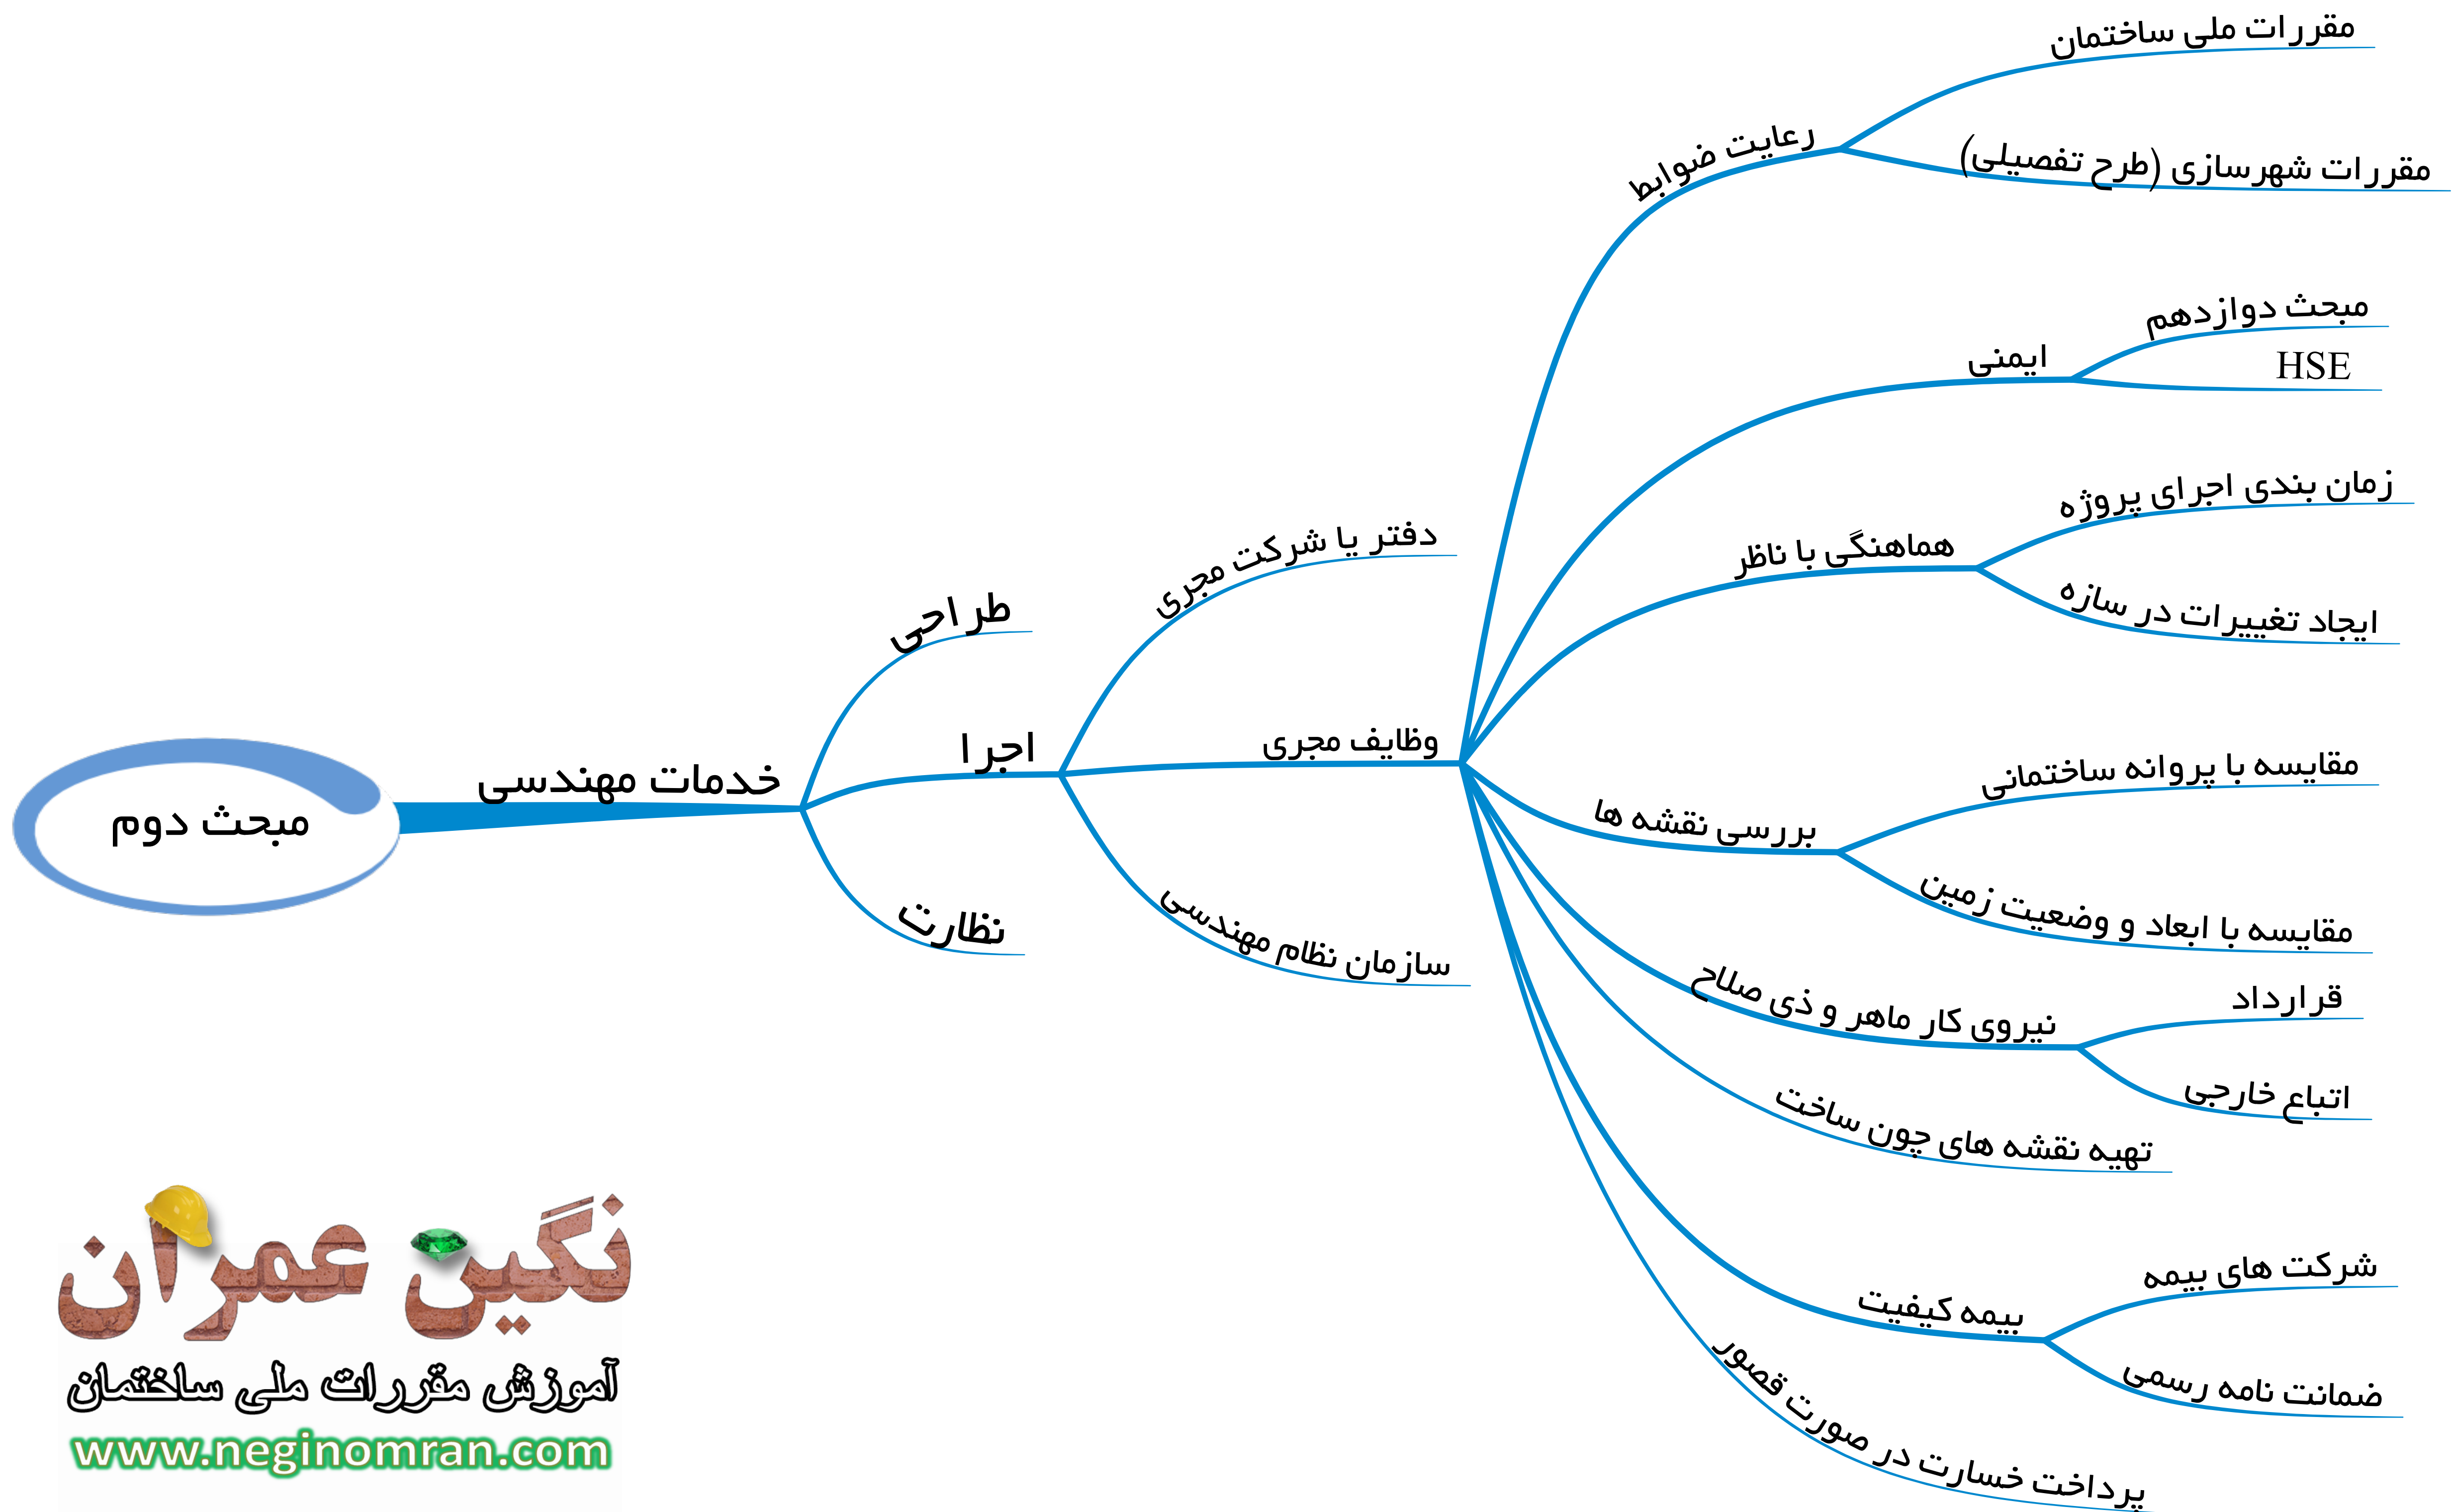 مبحث دوم
خدمات مهندسی
طراحی
اجرا
نظارت
دفتر یا شرکت مجری
وظایف مجری
سازمان نظام مهندسی
رعایت ضوابط
مقررات ملی ساختمان
مقررات شهرسازی (طرح تفصیلی)
ایمنی
مبحث دوازدهم
HSE
هماهنگی با ناظر
زمان بندی اجرای پروژه
ایجاد تغییرات در سازه
بررسی نقشه ها
مقایسه با پروانه ساختمانی
مقایسه با ابعاد و وضعیت زمین
نیروی کار ماهر و ذی صلاح
قرارداد
اتباع خارجی
تهیه نقشه های چون ساخت
بیمه کیفیت
شرکت های بیمه
ضمانت نامه رسمی
پرداخت خسارت در صورت قصور
نگین عمران
آموزش مقررات ملی ساختمان
www.neginomran.com